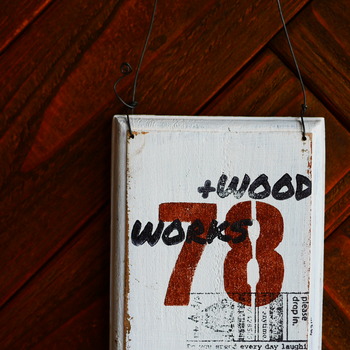 +WOOD
WORKS
78
please
drop in.
every day laughi